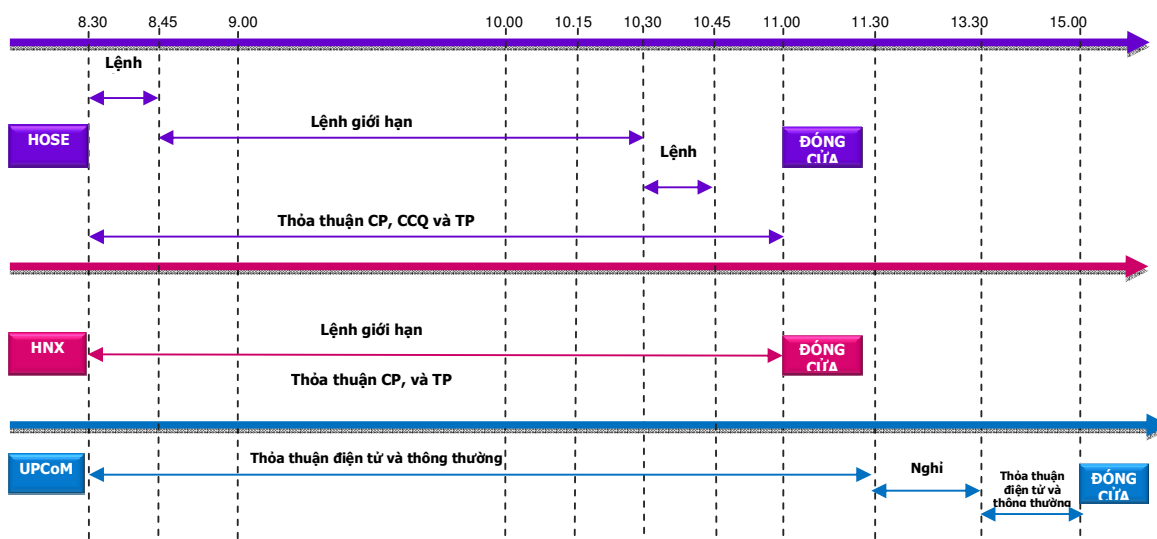 8.30 8.45 9.00 10.00 10.15 10.30 10.45 11.00 11.30 13.30 15.00
Lệnh
Lệnh giới hạn
HOSE
ĐÓNG
CỬA
Lệnh
Thỏa thuận CP, CCQ và TP
Lệnh giới hạn
HNX
ĐÓNG
CỬA
Thỏa thuận CP, và TP
UPCoM
Thỏa thuận điện tử và thông thường
Nghỉ
Thỏa thuận
điện tử và
thông thường
ĐÓNG
CỬA